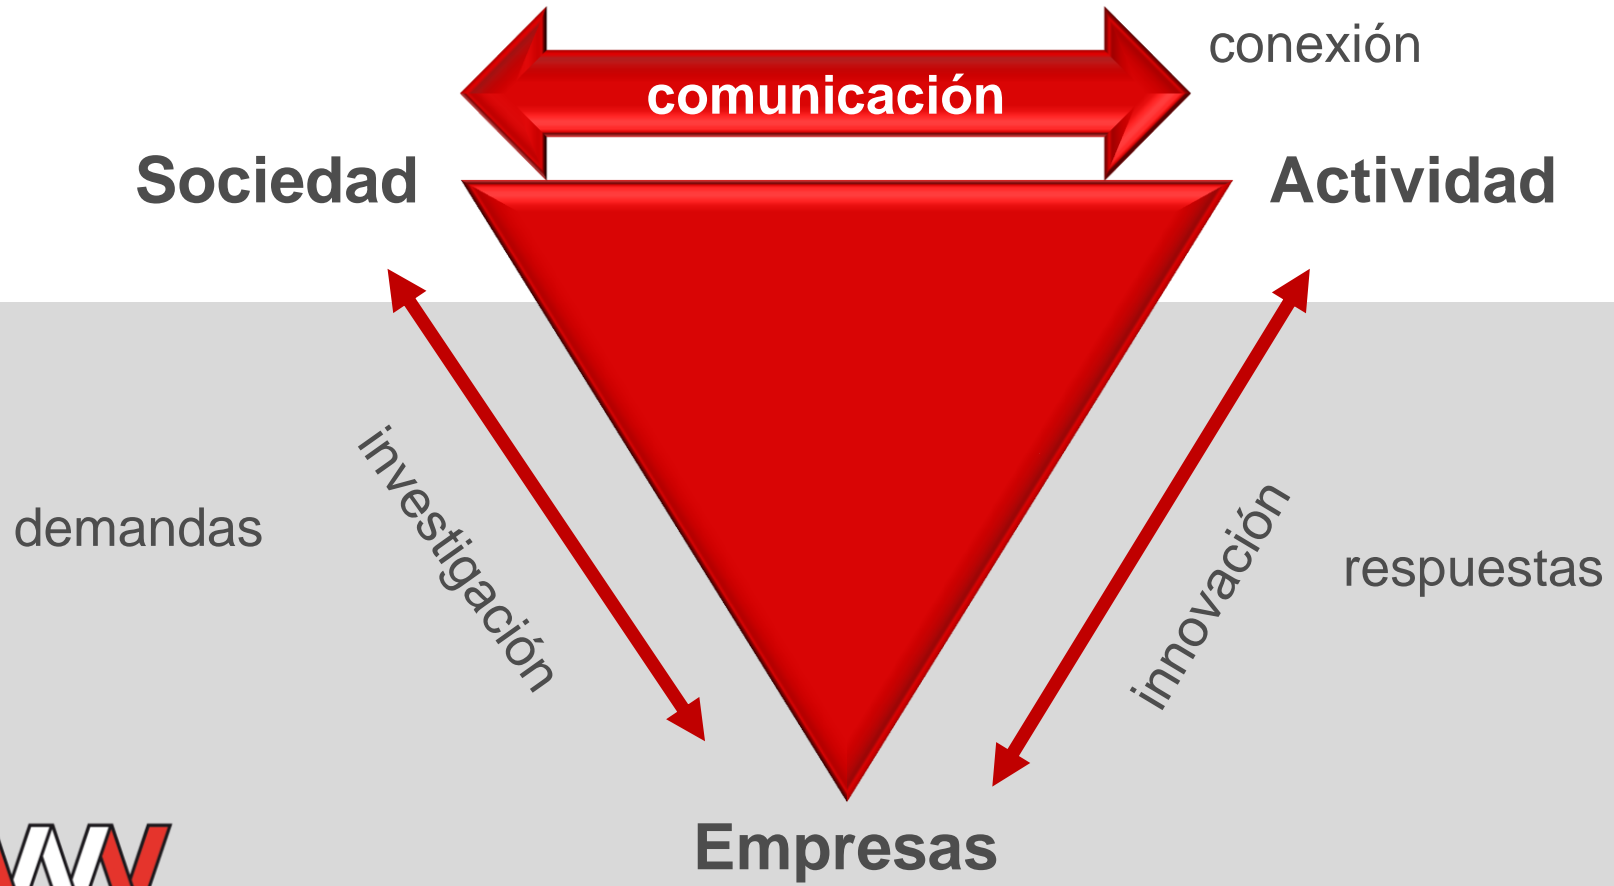 conexión
comunicación
Sociedad
Actividad
investigación
innovación
demandas
respuestas
Empresas